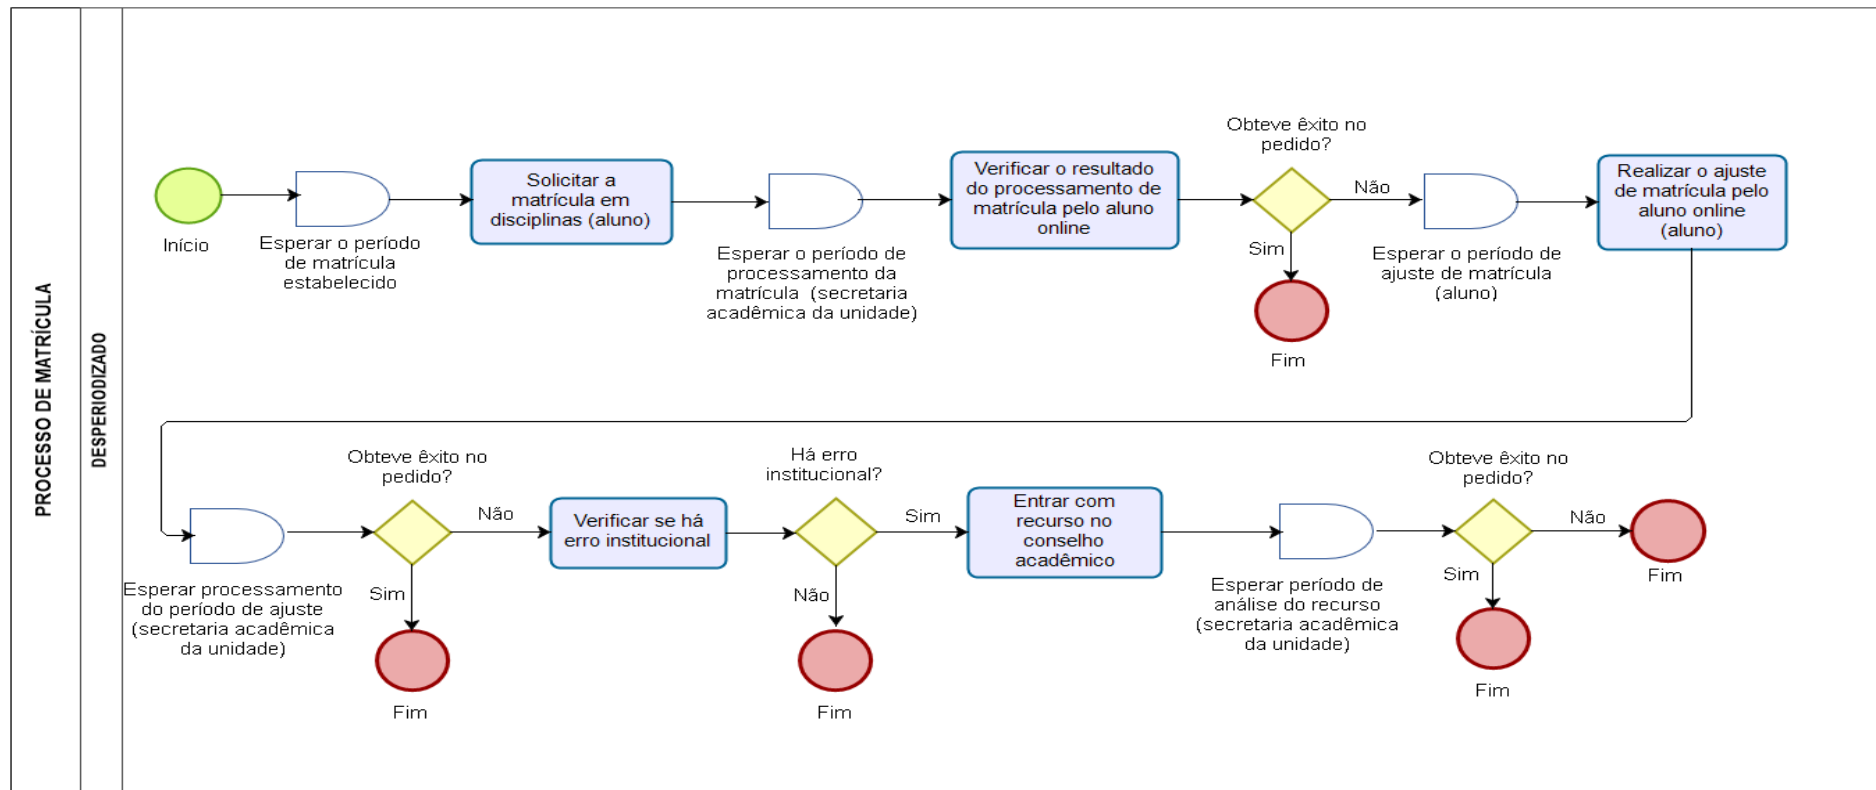 PROCESSO DE MATRÍCULA
DESPERIODIZADO
Início
Esperar o período
de matrícula
estabelecido
Solicitar a
matrícula em
disciplinas (aluno)
Esperar o período de
processamento da
matrícula (secretaria
acadêmica da unidade)
Verificar o resultado
do processamento de
matrícula pelo aluno
online
Obteve êxito no
pedido?
Sim
Fim
Não
Esperar o período de
ajuste de matrícula
(aluno)
Realizar o ajuste
de matrícula pelo
aluno online
(aluno)
Esperar processamento
do período de ajuste
(secretaria acadêmica
da unidade)
Obteve êxito no
pedido?
Sim
Fim
Não
Verificar se há
erro institucional
Há erro
institucional?
Não
Fim
Sim
Entrar com
recurso no
conselho
acadêmico
Esperar período de
análise do recurso
(secretaria acadêmica
da unidade)
Obteve êxito no
pedido?
Sim
Fim
Não
Fim